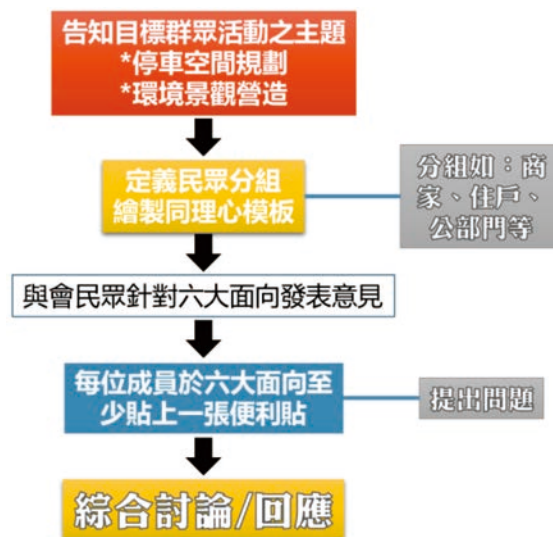 告知目標群眾活動之主題
*停車空間規劃
*環境景觀營造
定義民眾分組
繪製同理心模板
分組如：商
家、住戶、
公部門等
與會民眾針對六大面向發表意見
每位成員於六大面向至
少貼上一張便利貼
提出問題
綜合討論/回應